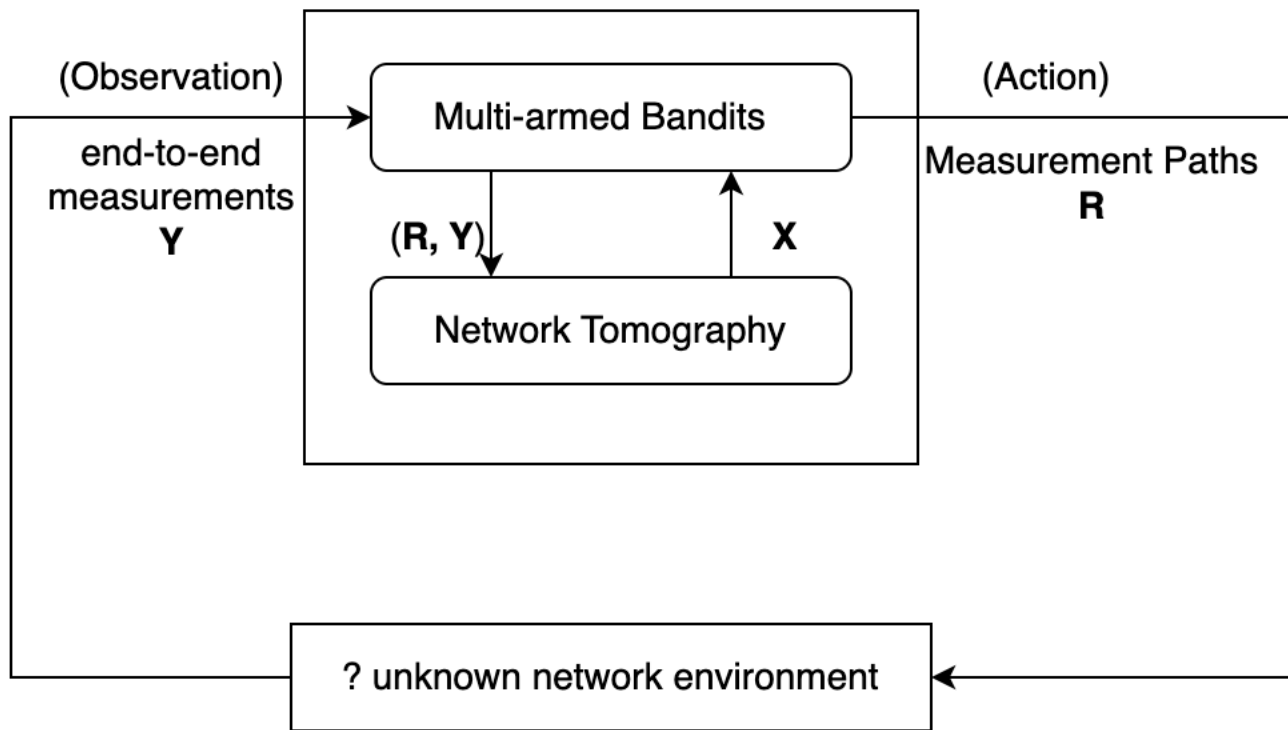 (Observation)
end-to-end
measurements
Y
Multi-armed Bandits
(R, Y)
X
Network Tomography
(Action)
Measurement Paths
R
? unknown network environment